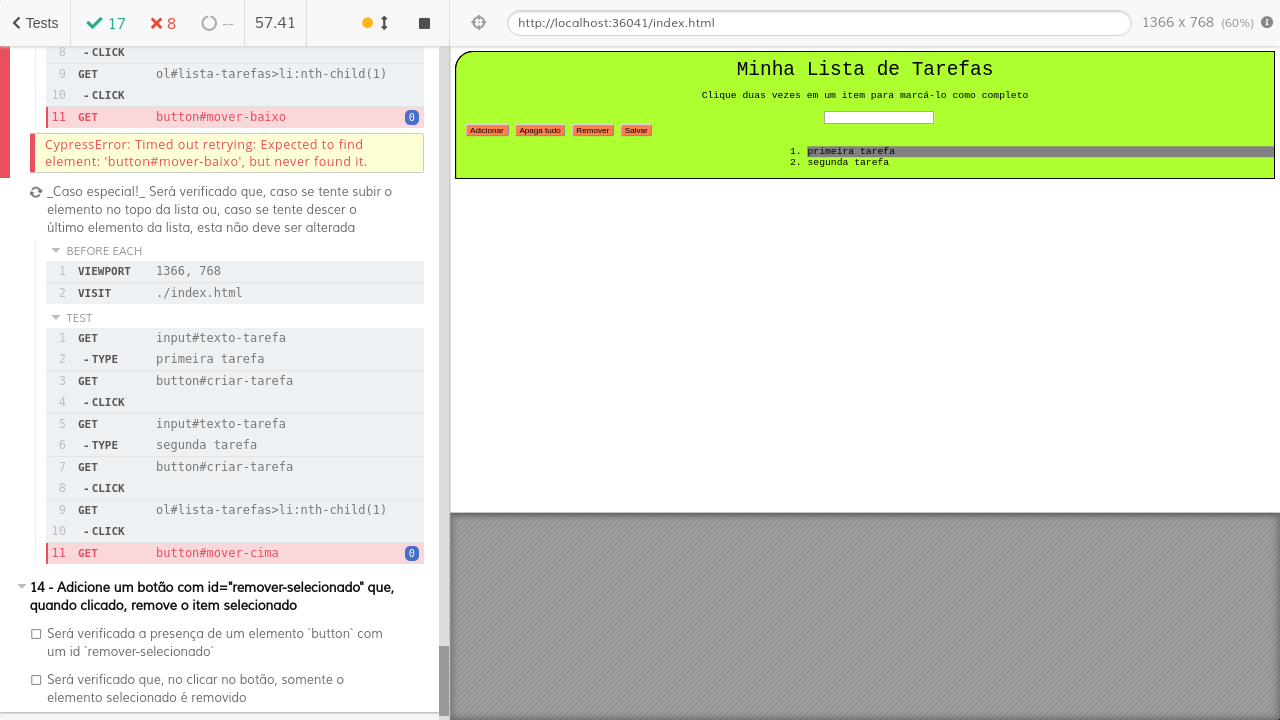 Tests
17
8
--
57.41
http://localhost:36041/index.html
1366 x 768 (60%)
8 - CLICK
9 GET ol#lista-tarefas>li:nth-child(1)
10 - CLICK
11 GET button#mover-baixo 0
CypressError: Timed out retrying: Expected to find
element: 'button#mover-baixo', but never found it.
_Caso especial!_ Será verificado que, caso se tente subir o
elemento no topo da lista ou, caso se tente descer o
último elemento da lista, esta não deve ser alterada
BEFORE EACH
1 VIEWPORT 1366, 768
2 VISIT ./index.html
TEST
1 GET input#texto-tarefa
2 - TYPE primeira tarefa
3 GET button#criar-tarefa
4 - CLICK
5 GET input#texto-tarefa
6 - TYPE segunda tarefa
7 GET button#criar-tarefa
8 - CLICK
9 GET ol#lista-tarefas>li:nth-child(1)
10 - CLICK
11 GET button#mover-cima 0
14 - Adicione um botão com id="remover-selecionado" que,
quando clicado, remove o item selecionado
Será verificada a presença de um elemento `button` com
um id `remover-selecionado`
Será verificado que, no clicar no botão, somente o
elemento selecionado é removido
Minha Lista de Tarefas
Clique duas vezes em um item para marcá-lo como completo
Adicionar Apaga tudo Remover Salvar
1. primeira tarefa
2. segunda tarefa